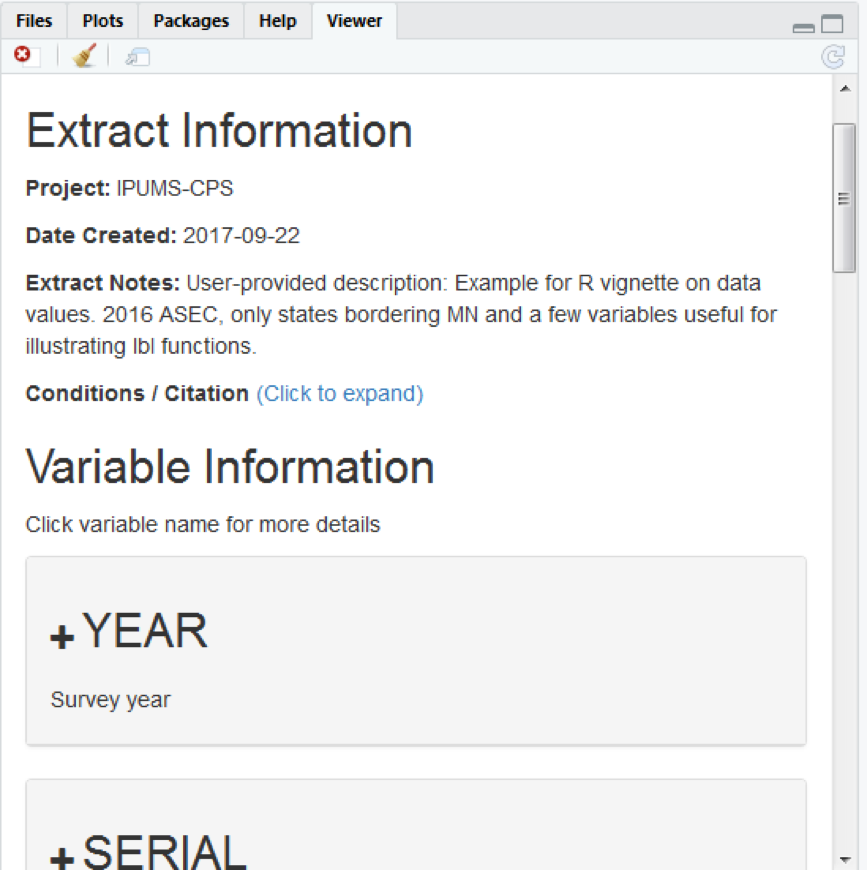 Files Plots Packages Help Viewer
Extract Information
Project: IPUMS-CPS
Date Created: 2017-09-22
Extract Notes: User-provided description: Example for R vignette on data
values. 2016 ASEC, only states bordering MN and a few variables useful for
illustrating lbl functions.
Conditions / Citation (Click to expand)
Variable Information
Click variable name for more details
+ YEAR
Survey year
+ SERIAL